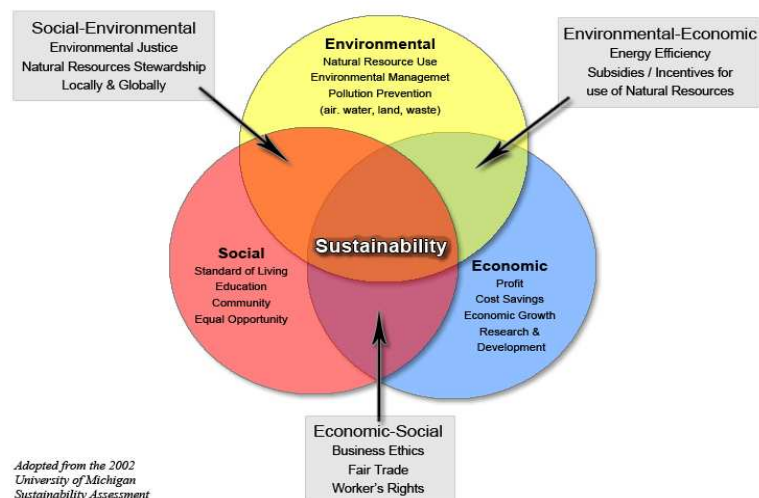 Social-Environmental
Environmental Justice
Natural Resources Stewardship
Locally & Globally
Environmental
Natural Resource Use
Environmental Managemet
Pollution Prevention
(air. water, land, waste)
Environmental-Economic
Energy Efficiency
Subsidies / Incentives for
use of Natural Resources
Sustainability
Social
Standard of Living
Education
Community
Equal Opportunity
Economic
Profit
Cost Savings
Economic Growth
Research &
Development
Economic-Social
Business Ethics
Fair Trade
Worker's Rights
Adopted from the 2002
University of Michigan
Sustainability Assessment